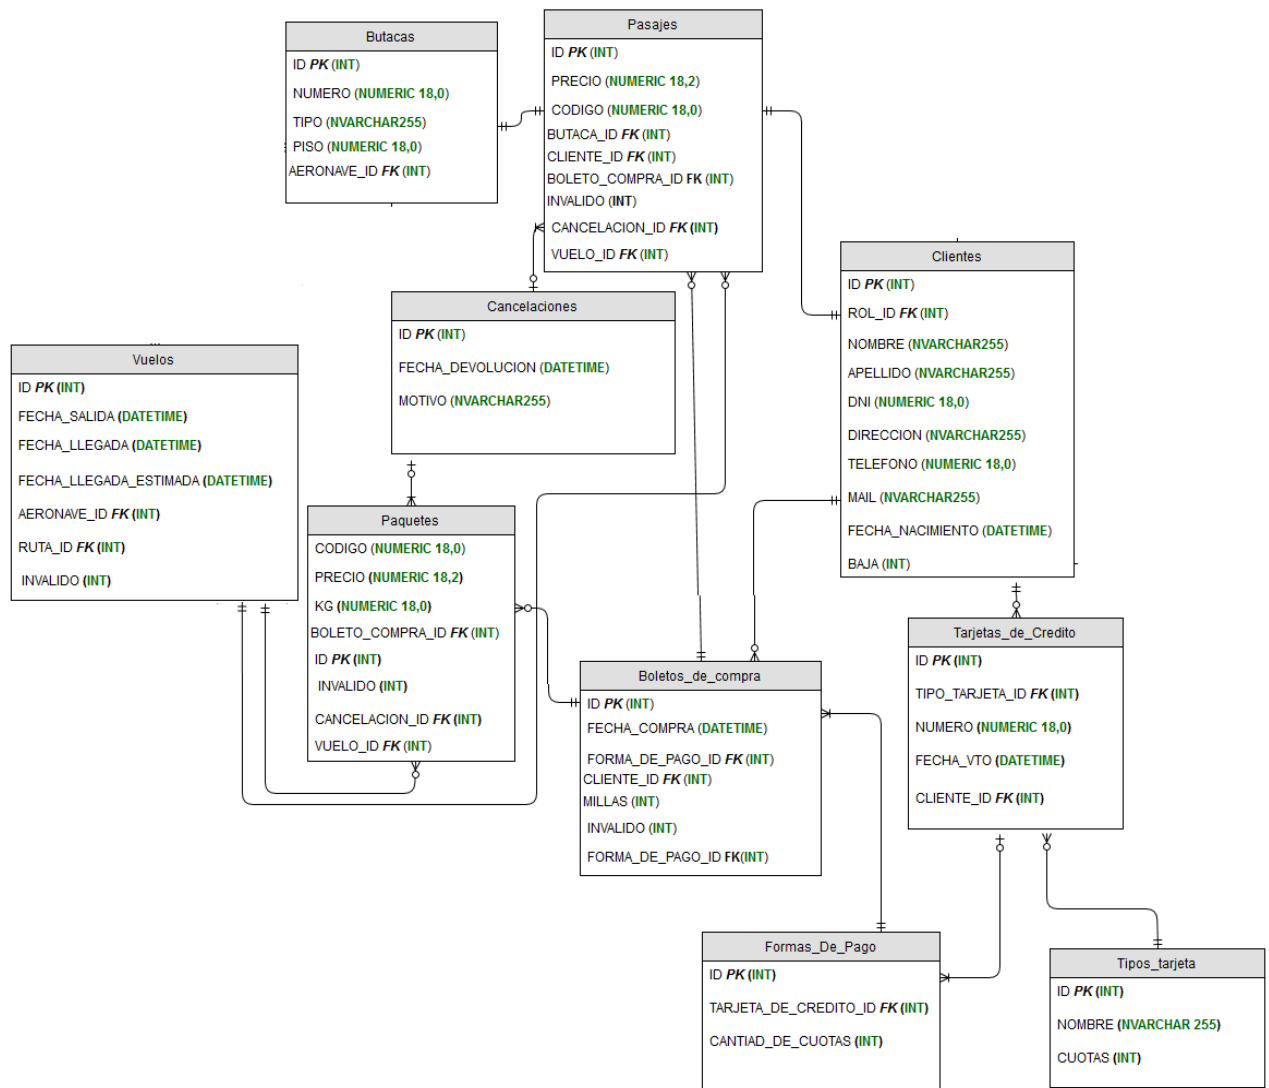 Butacas
ID PK (INT)
NUMERO (NUMERIC 18,0)
TIPO (NVARCHAR255)
PISO (NUMERIC 18,0)
AERONAVE_ID FK (INT)
Pasajes
ID PK (INT)
PRECIO (NUMERIC 18,2)
CODIGO (NUMERIC 18,0)
BUTACA_ID FK (INT)
CLIENTE_ID FK (INT)
BOLETO_COMPRA_ID FK (INT)
INVALIDO (INT)
CANCELACION_ID FK (INT)
VUELO_ID FK (INT)
Clientes
ID PK (INT)
ROL_ID FK (INT)
NOMBRE (NVARCHAR255)
APELLIDO (NVARCHAR255)
DNI (NUMERIC 18,0)
DIRECCION (NVARCHAR255)
TELEFONO (NUMERIC 18,0)
MAIL (NVARCHAR255)
FECHA_NACIMIENTO (DATETIME)
BAJA (INT)
Cancelaciones
ID PK (INT)
FECHA_DEVOLUCION (DATETIME)
MOTIVO (NVARCHAR255)
Vuelos
ID PK (INT)
FECHA_SALIDA (DATETIME)
FECHA_LLEGADA (DATETIME)
FECHA_LLEGADA_ESTIMADA (DATETIME)
AERONAVE_ID FK (INT)
RUTA_ID FK (INT)
INVALIDO (INT)
Paquetes
CODIGO (NUMERIC 18,0)
PRECIO (NUMERIC 18,2)
KG (NUMERIC 18,0)
BOLETO_COMPRA_ID FK (INT)
ID PK (INT)
INVALIDO (INT)
CANCELACION_ID FK (INT)
VUELO_ID FK (INT)
Boletos_de_compra
ID PK (INT)
FECHA_COMPRA (DATETIME)
FORMA_DE_PAGO_ID FK (INT)
CLIENTE_ID FK (INT)
MILLAS (INT)
INVALIDO (INT)
FORMA_DE_PAGO_ID FK(INT)
Tarjetas_de_Credito
ID PK (INT)
TIPO_TARJETA_ID FK (INT)
NUMERO (NUMERIC 18,0)
FECHA_VTO (DATETIME)
CLIENTE_ID FK (INT)
Formas_De_Pago
ID PK (INT)
TARJETA_DE_CREDITO_ID FK (INT)
CANTIAD_DE_CUOTAS (INT)
Tipos_tarjeta
ID PK (INT)
NOMBRE (NVARCHAR 255)
CUOTAS (INT)